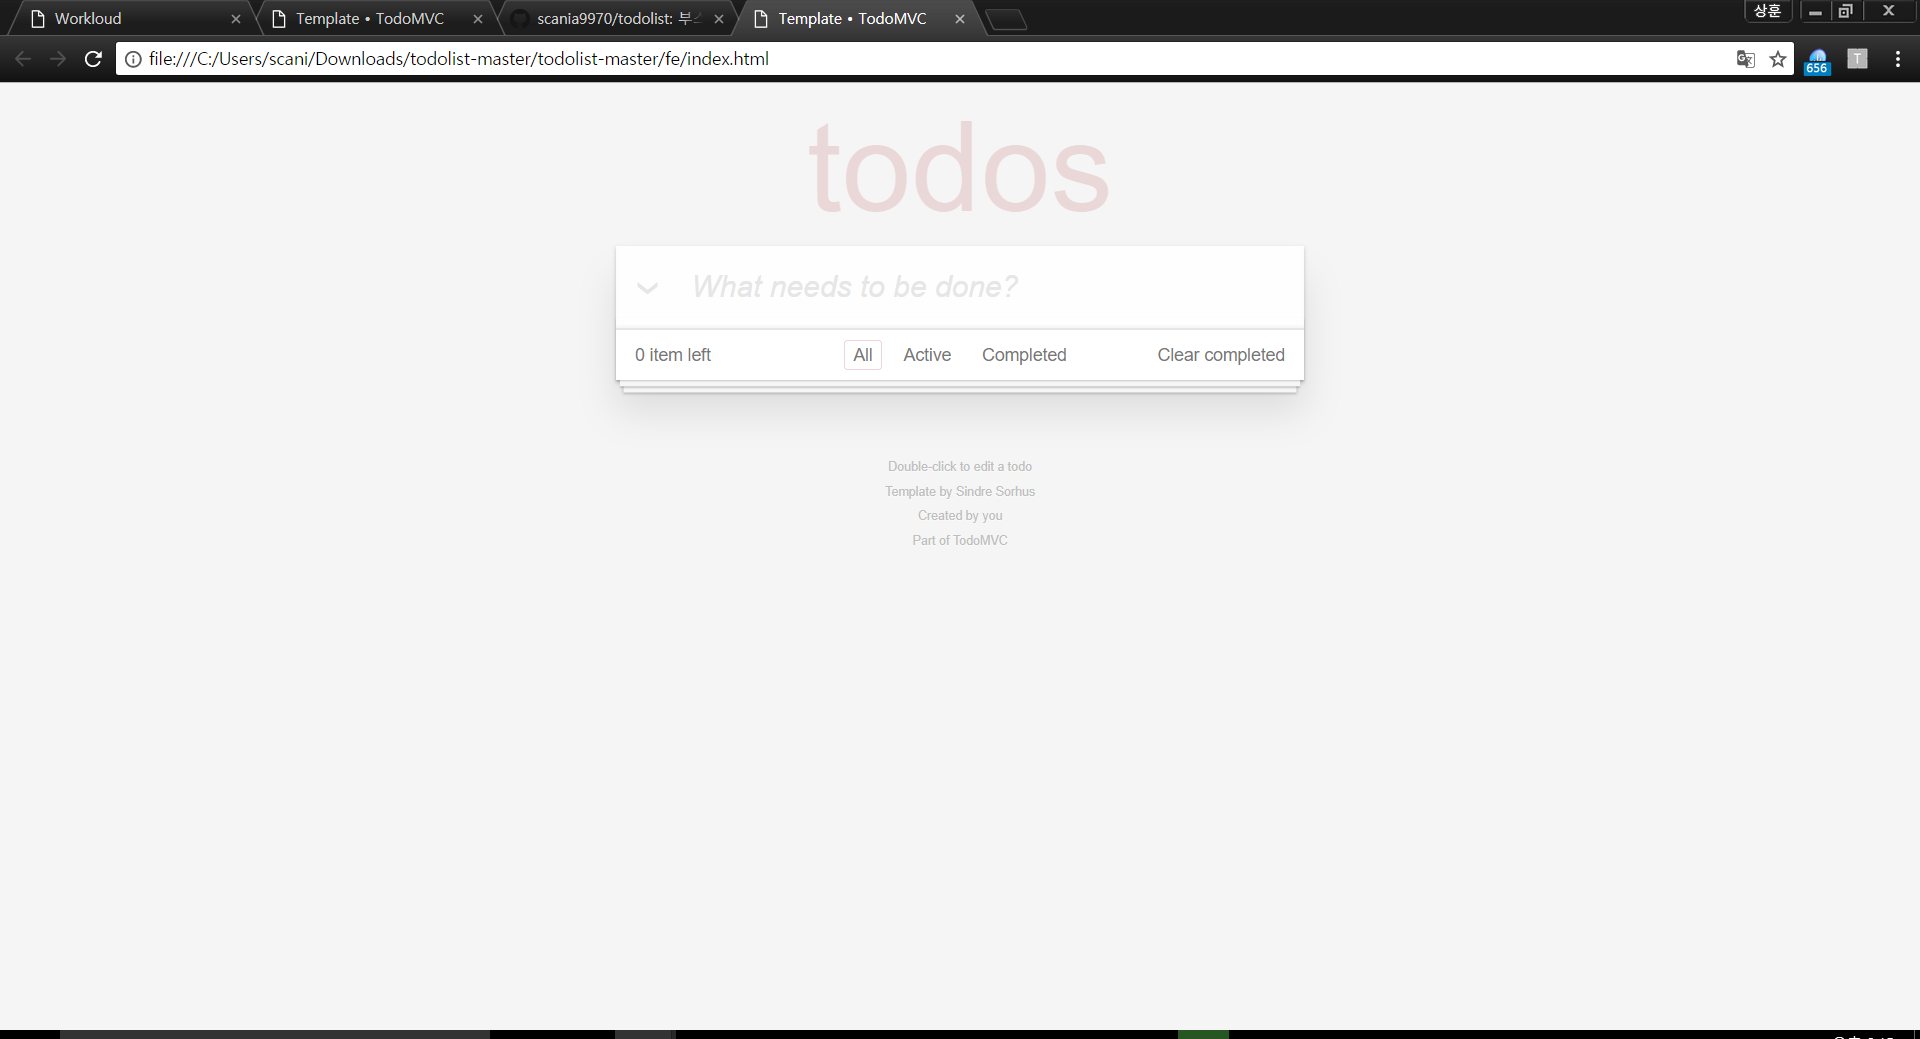 Workloud
Template • TodoMVC
scania9970/todolist: 부
Template • TodoMVC
상훈
file:///C:/Users/scani/Downloads/todolist-master/todolist-master/fe/index.html
656
T
todos
What needs to be done?
0 item left
All
Active
Completed
Clear completed
Double-click to edit a todo
Template by Sindre Sorhus
Created by you
Part of TodoMVC